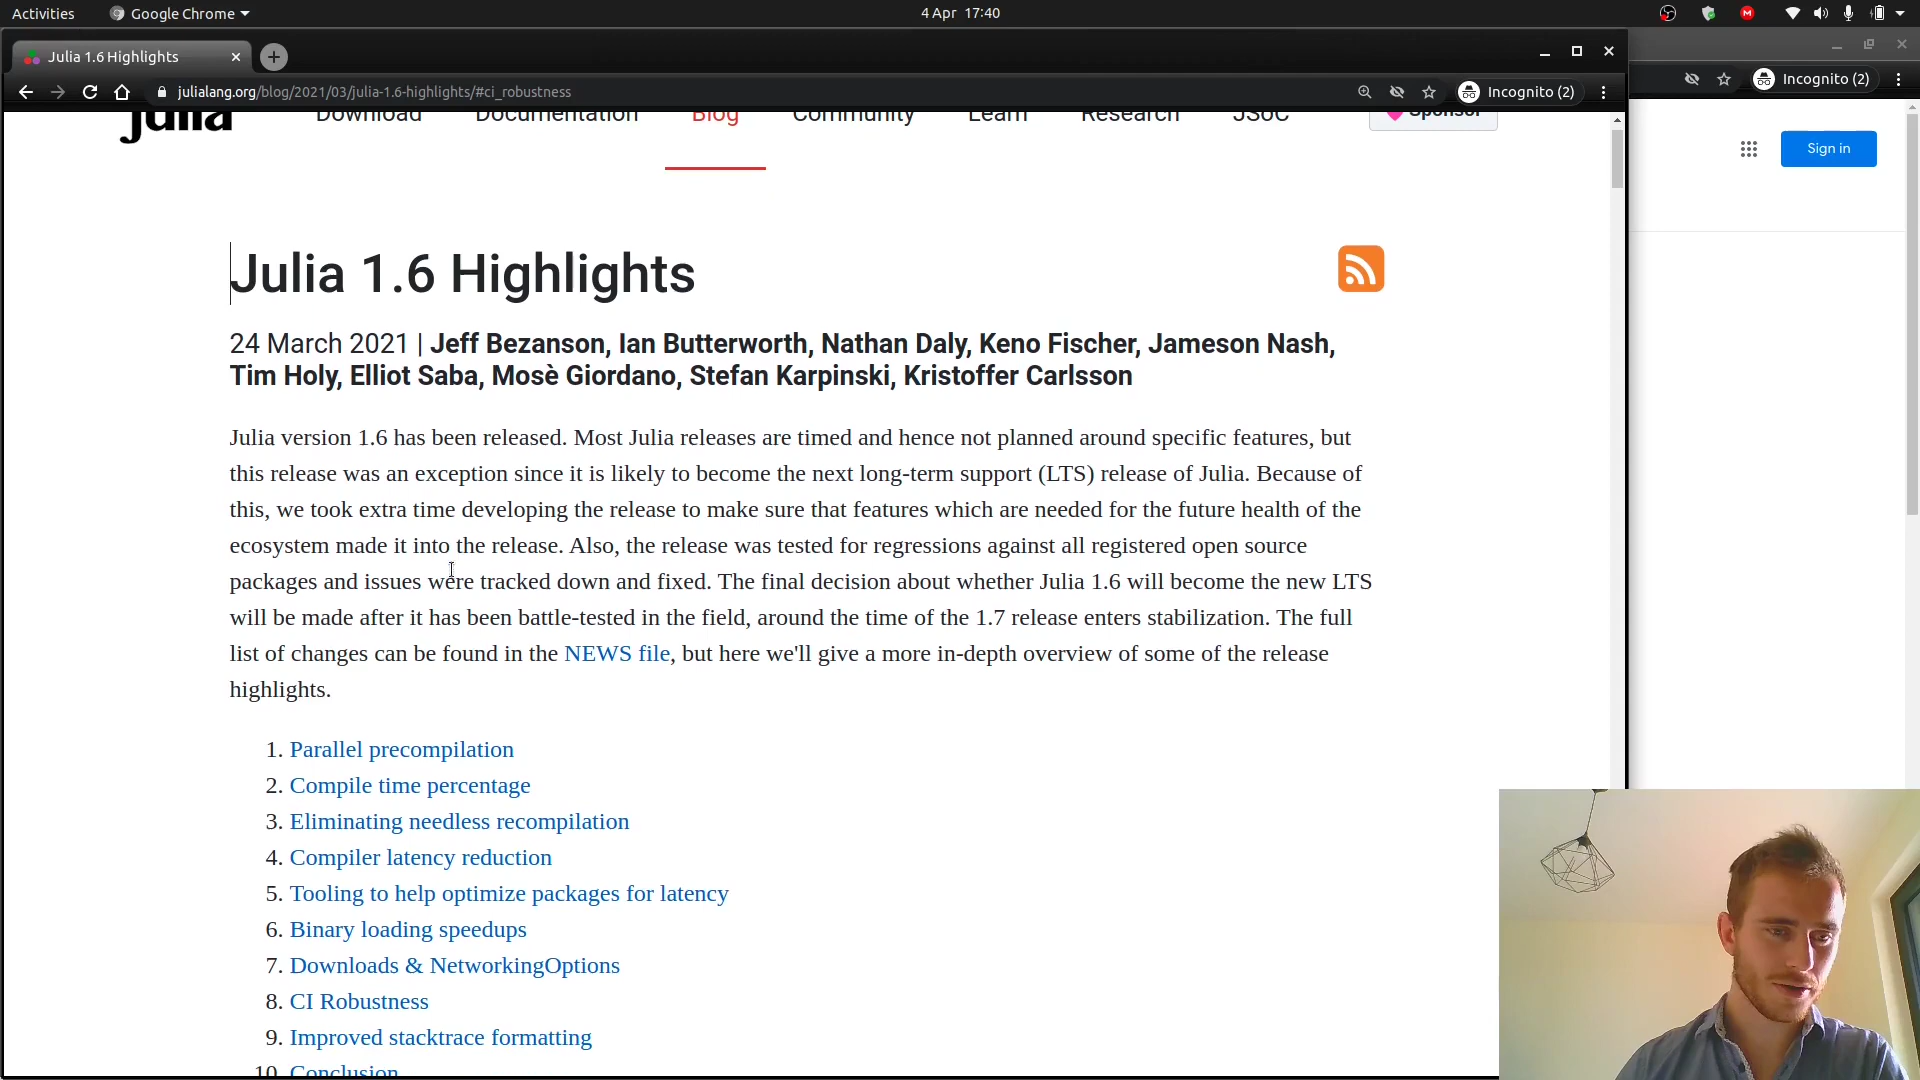 Activities
Google Chrome
4 Apr 17:40
Julia 1.6 Highlights
julialang.org/blog/2021/03/julia-1.6-highlights/#ci_robustness
Incognito (2)
Incognito (2)
julia
Download
Documentation
Blog
Community
Learn
Research
JSoC
Sponsor
Sign in
Julia 1.6 Highlights
24 March 2021 | Jeff Bezanson, Ian Butterworth, Nathan Daly, Keno Fischer, Jameson Nash,
Tim Holy, Elliot Saba, Mosè Giordano, Stefan Karpinski, Kristoffer Carlsson
Julia version 1.6 has been released. Most Julia releases are timed and hence not planned around specific features, but
this release was an exception since it is likely to become the next long-term support (LTS) release of Julia. Because of
this, we took extra time developing the release to make sure that features which are needed for the future health of the
ecosystem made it into the release. Also, the release was tested for regressions against all registered open source
packages and issues were tracked down and fixed. The final decision about whether Julia 1.6 will become the new LTS
will be made after it has been battle-tested in the field, around the time of the 1.7 release enters stabilization. The full
list of changes can be found in the NEWS file, but here we'll give a more in-depth overview of some of the release
highlights.
1. Parallel precompilation
2. Compile time percentage
3. Eliminating needless recompilation
4. Compiler latency reduction
5. Tooling to help optimize packages for latency
6. Binary loading speedups
7. Downloads & NetworkingOptions
8. CI Robustness
9. Improved stacktrace formatting
10. Conclusion